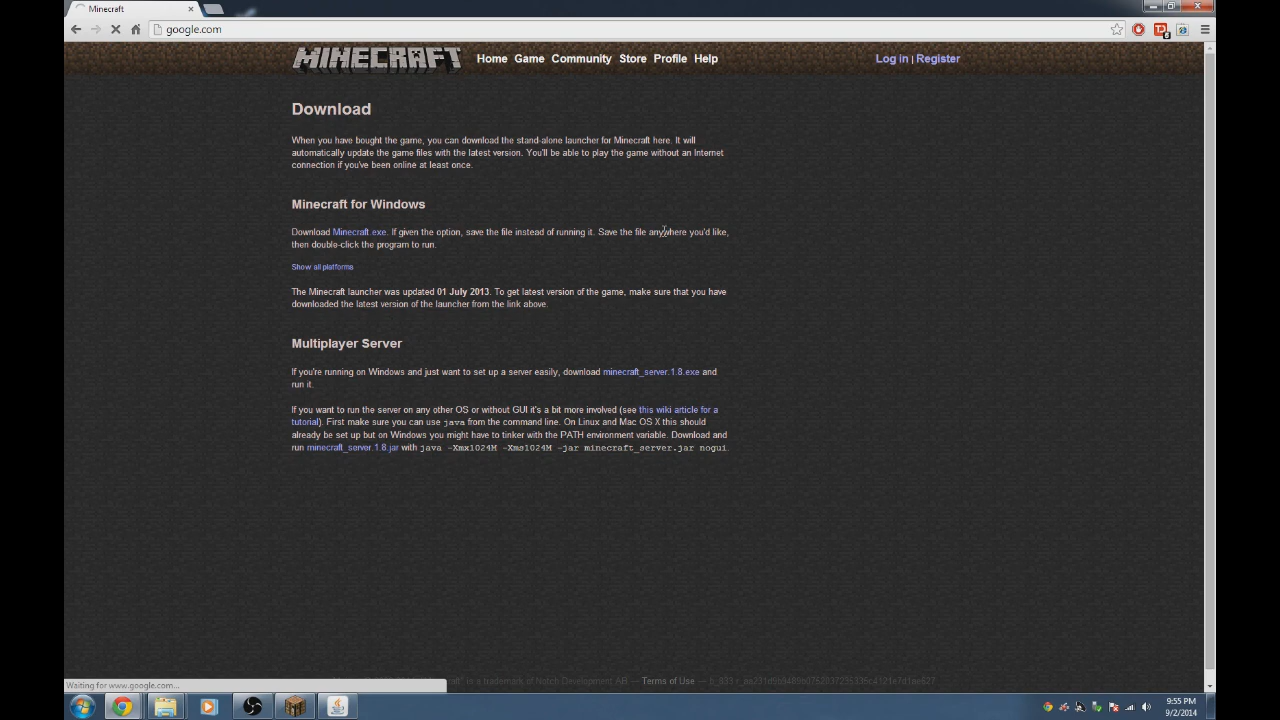 Minecraft
google.com
MINECRAFT Home Game Community Store Profile Help Log in | Register
Download
When you have bought the game, you can download the stand-alone launcher for Minecraft here. It will
automatically update the game files with the latest version. You'll be able to play the game without an Internet
connection if you've been online at least once.
Minecraft for Windows
Download Minecraft.exe. If given the option, save the file instead of running it. Save the file anywhere you'd like,
then double-click the program to run.
Show all platforms
The Minecraft launcher was updated 01 July 2013. To get latest version of the game, make sure that you have
downloaded the latest version of the launcher from the link above.
Multiplayer Server
If you're running on Windows and just want to set up a server easily, download minecraft_server.1.8.exe and
run it.
If you want to run the server on any other OS or without GUI it's a bit more involved (see this wiki article for a
tutorial). First make sure you can use java from the command line. On Linux and Mac OS X this should
already be set up but on Windows you might have to tinker with the PATH environment variable. Download and
run minecraft_server.1.8.jar with java -Xmx1024M -Xms1024M -jar minecraft_server.jar nogui.
is a trademark of Notch Development AB — Terms of Use —
Waiting for www.google.com...
9:55 PM
9/2/2014